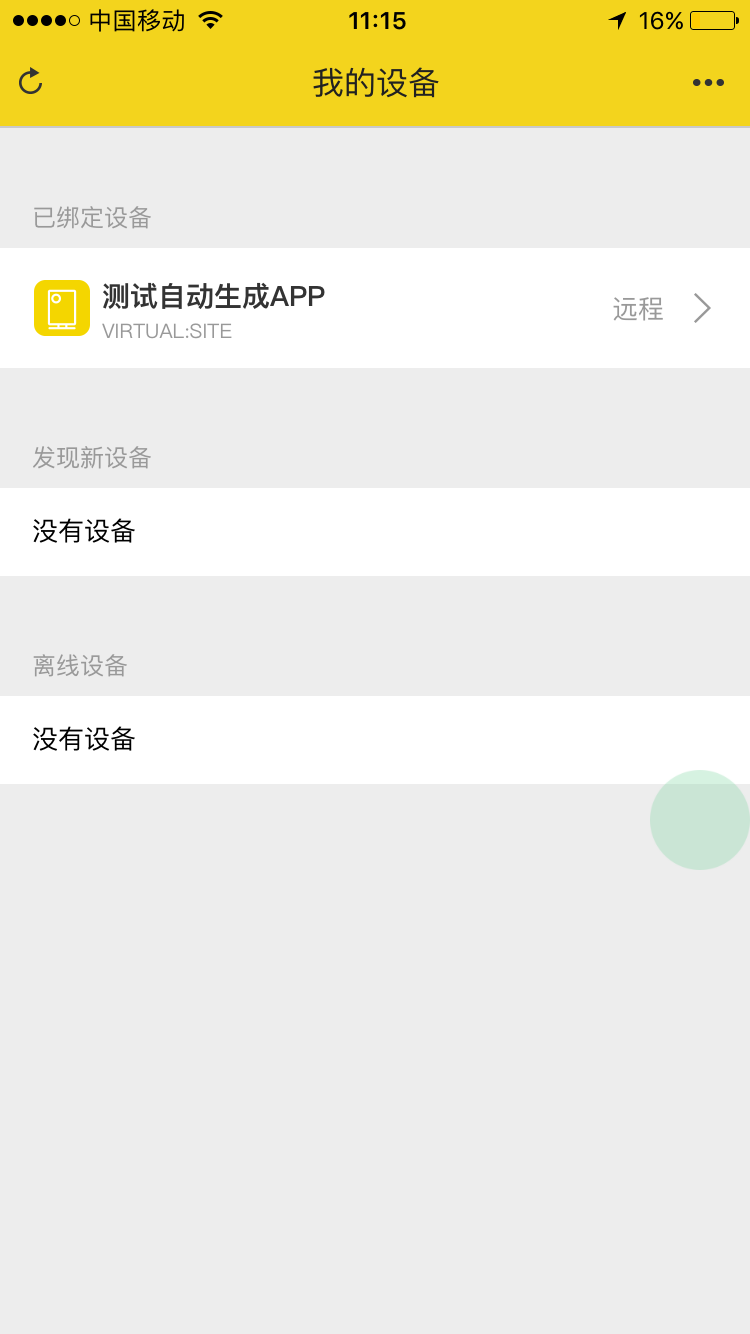 中国移动 11:15 16%
我的设备
已绑定设备
测试自动生成APP
VIRTUAL:SITE
远程
发现新设备
没有设备
离线设备
没有设备